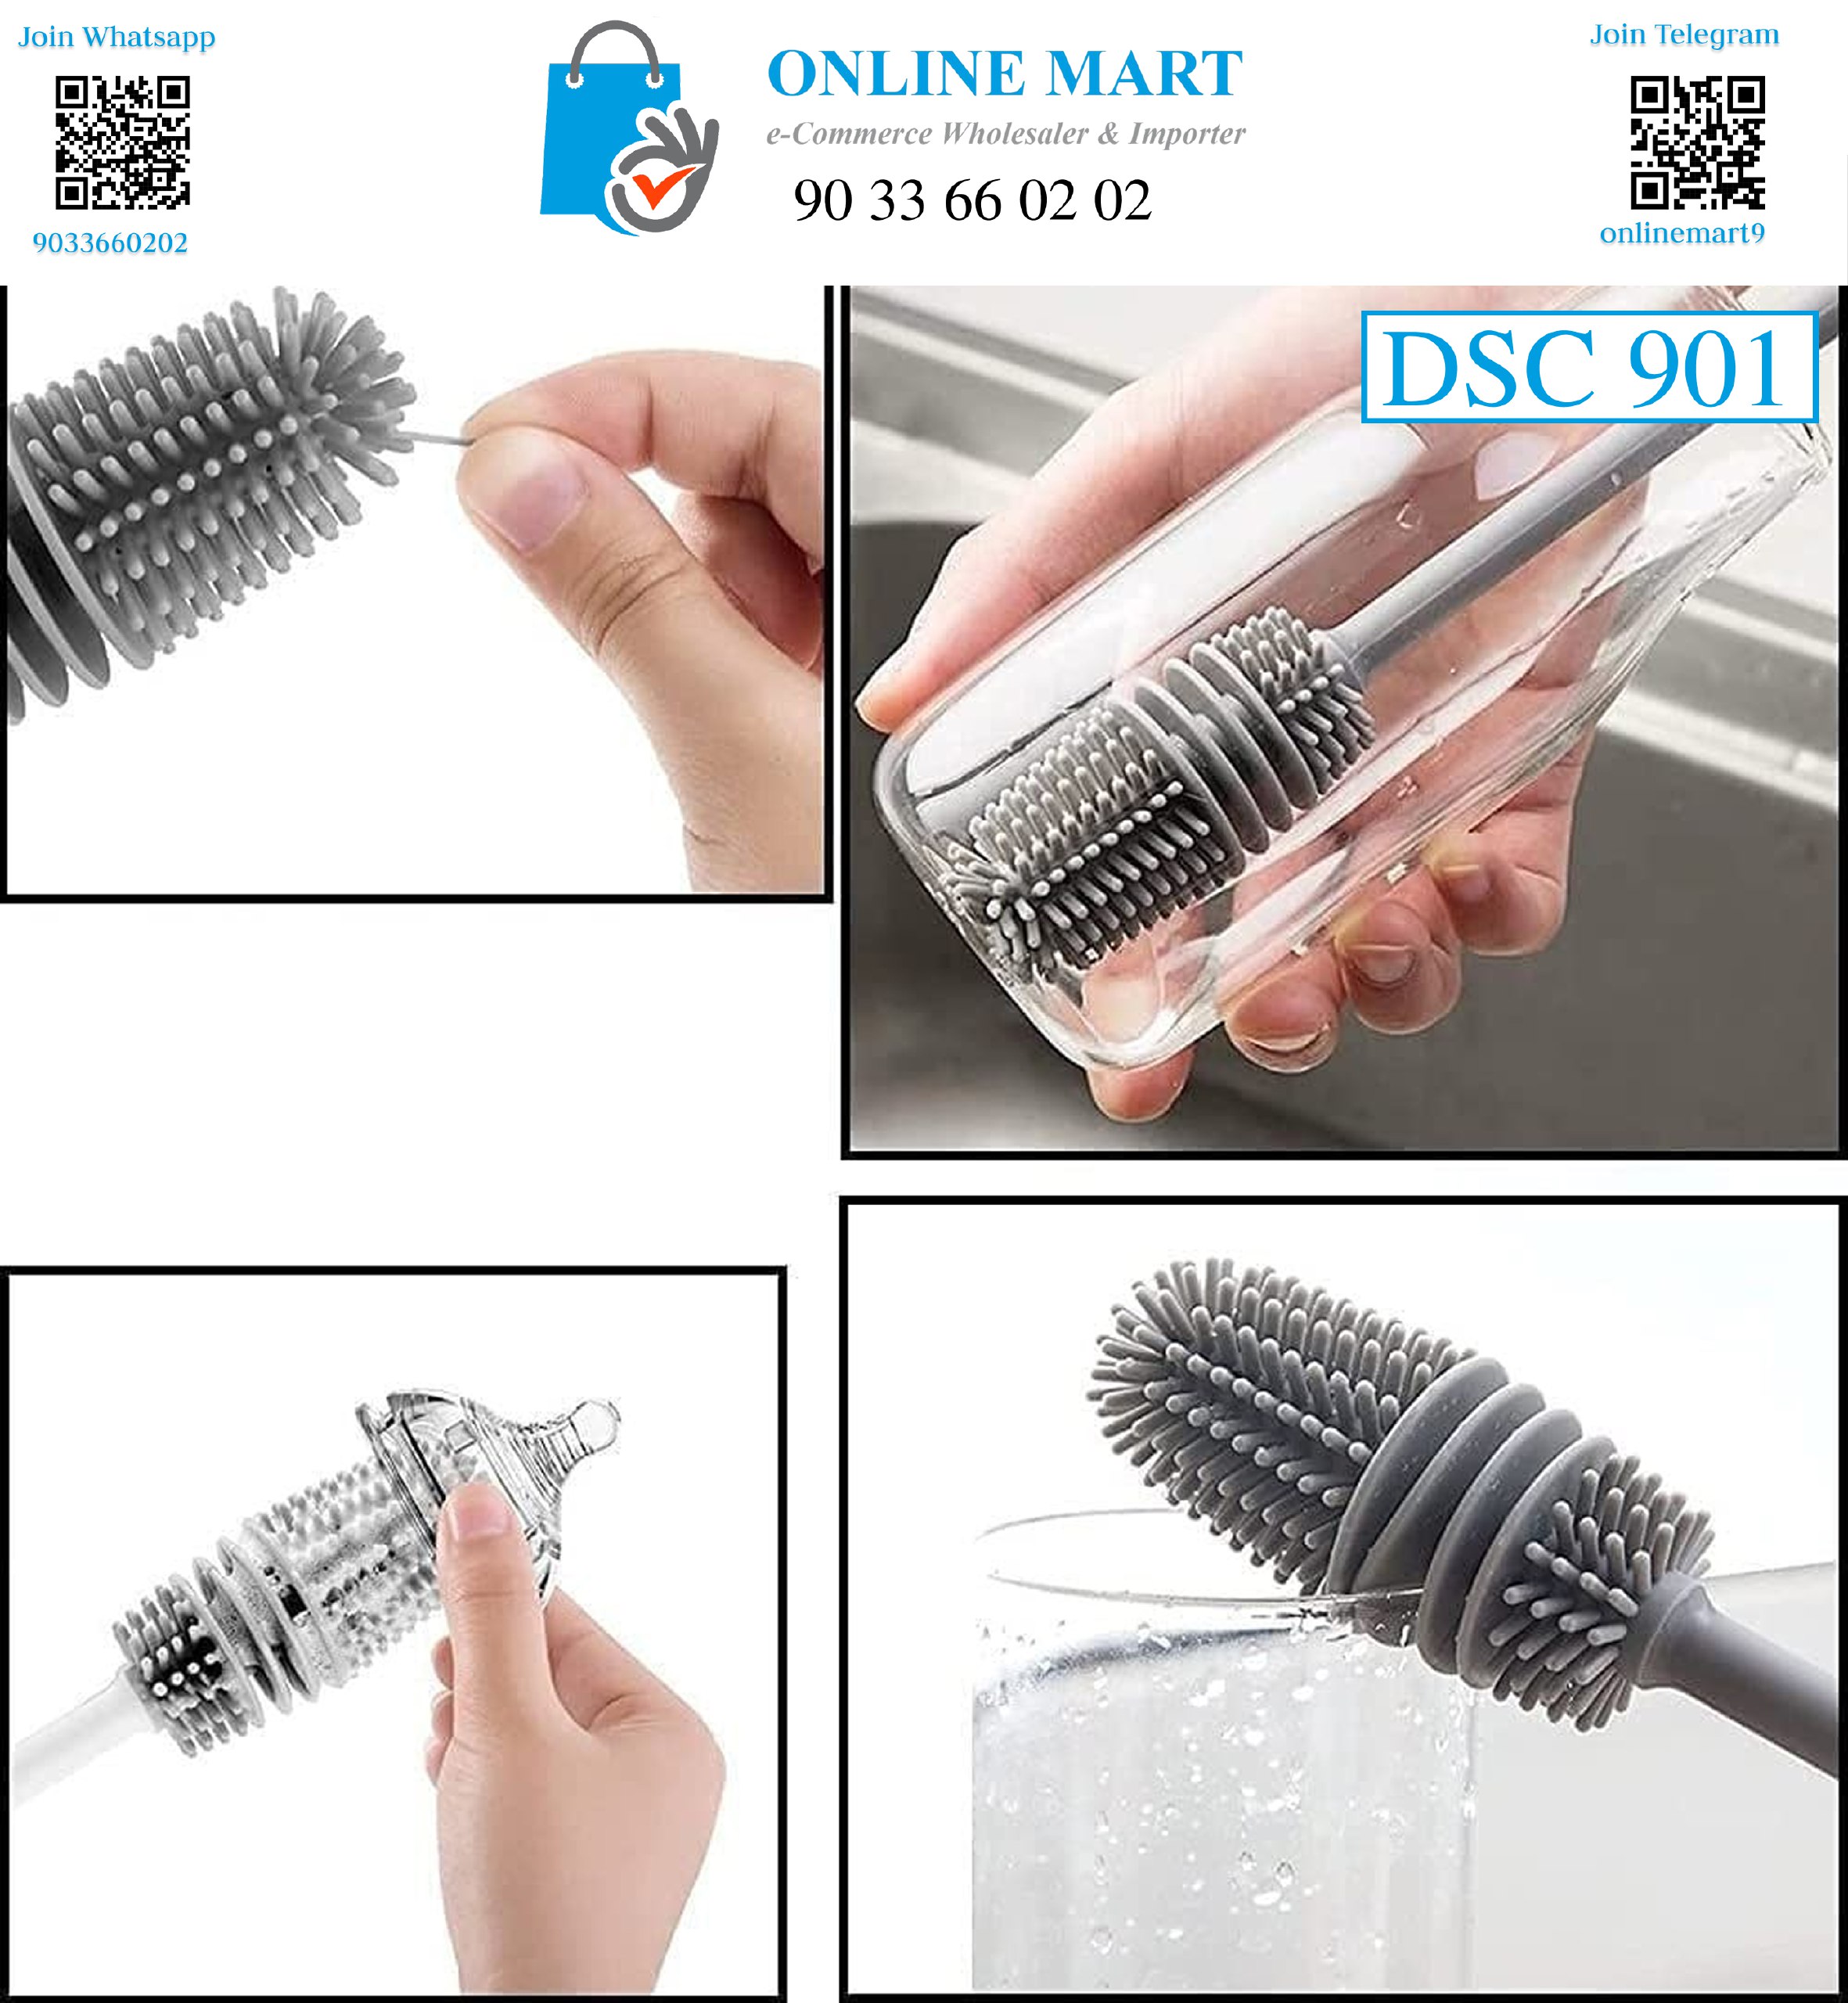 Join Whatsapp
9033660202
ONLINE MART
e-Commerce Wholesaler & Importer
90 33 66 02 02
Join Telegram
onlinemart9
DSC 901